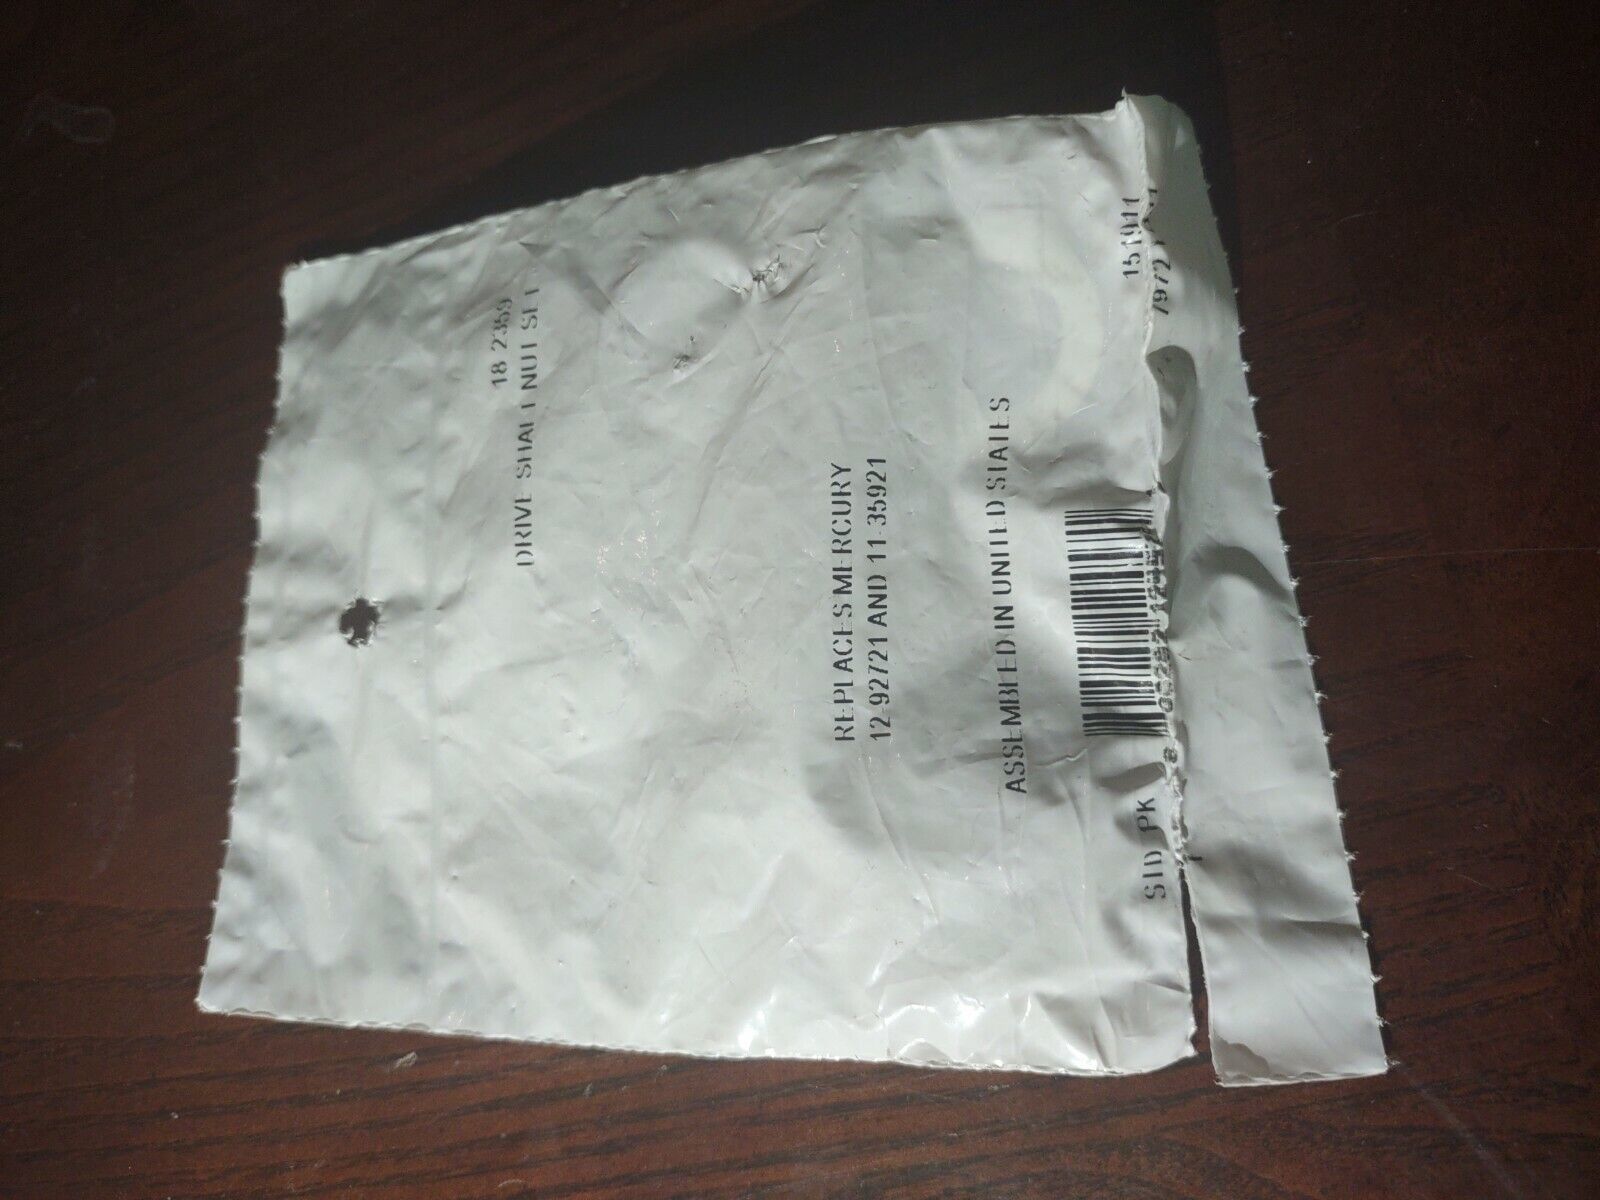 18 2359
DRIVE SHAFT NUT SET
REPLACES MERCURY
12-92721 AND 11-35921
ASSEMBLED IN UNITED STATES
STD PK
151911